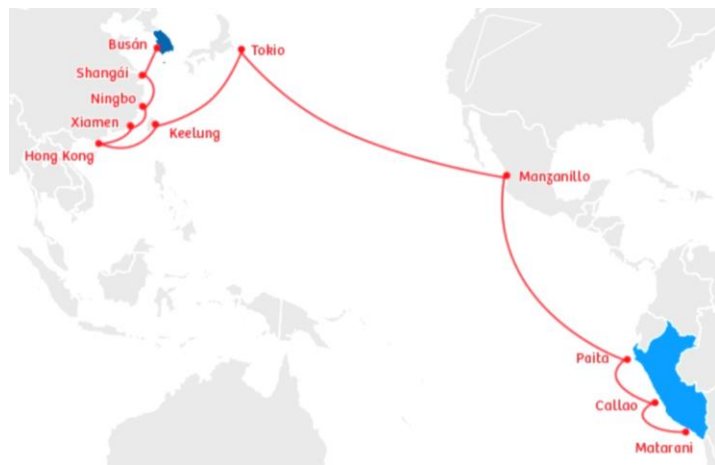 Busán
Tokio
Shangái
Ningbo
Xiamen
Keelung
Hong Kong
Manzanillo
Paita
Callao
Matarani